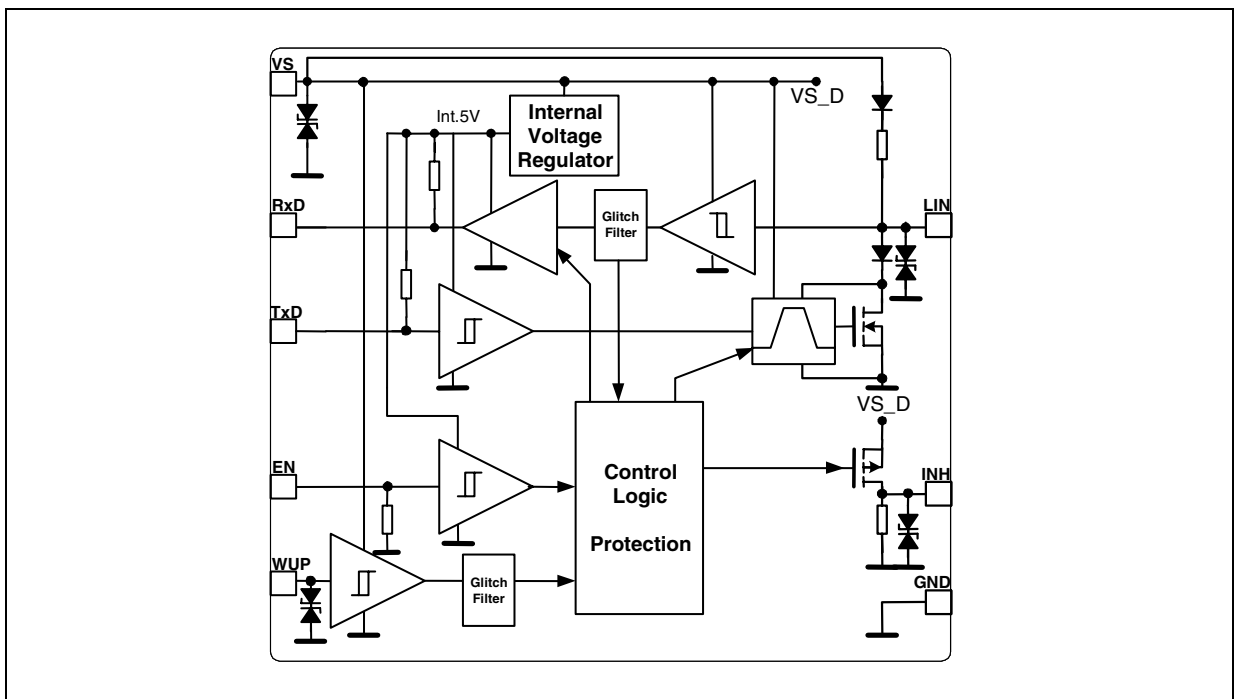 VS
VS_D
Int.5V
Internal
Voltage
Regulator
RxD
Glitch
Filter
LIN
TxD
VS_D
EN
Control
Logic
Protection
INH
WUP
Glitch
Filter
GND